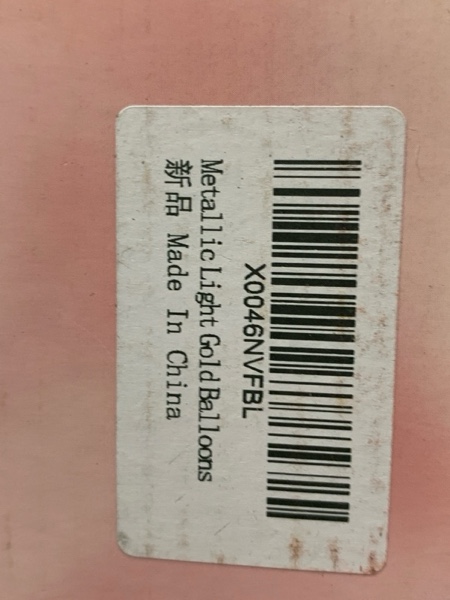 X0046NVFBL
Metallic Light Gold Balloons
新品 Made In China